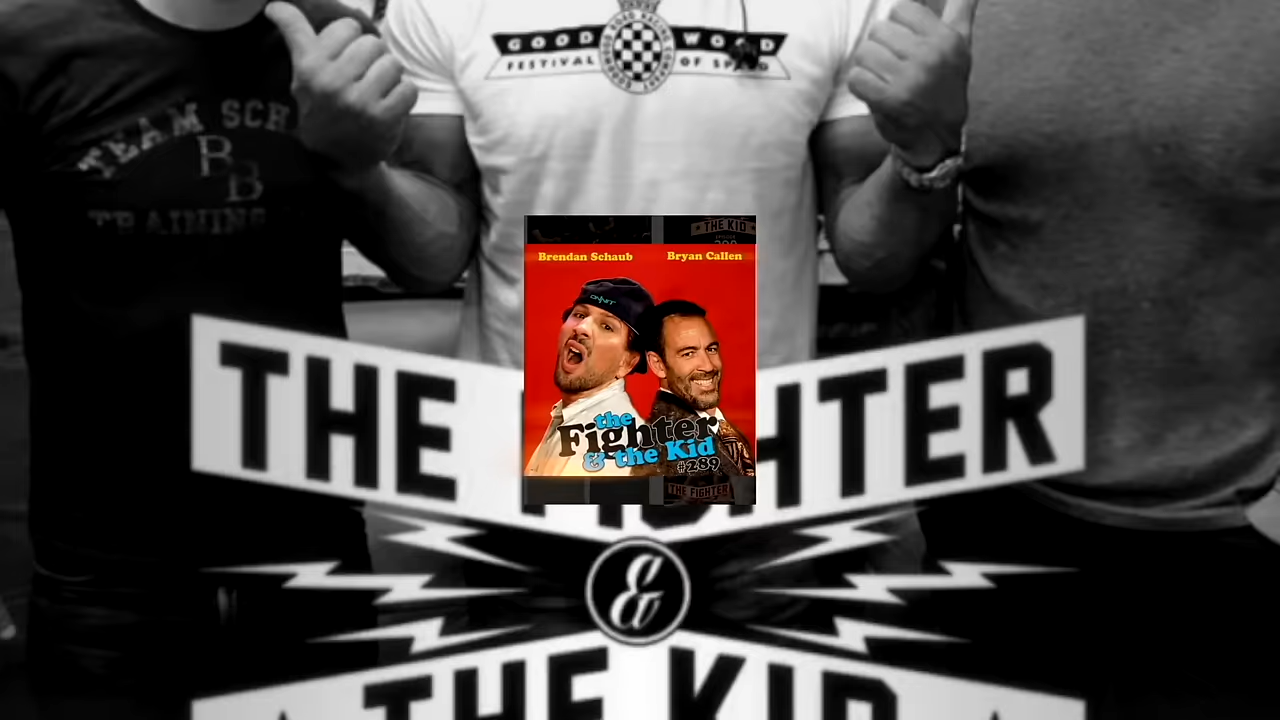 GOOD WOOD
FESTIVAL OF SPEED
TEAM SCH
BB
TRAINING
THE KID
Brendan Schaub Bryan Callen
ONNIT
the
Fighter
& the Kid
#289
THE FIGHTER
THE FIGHTER
&
THE KID